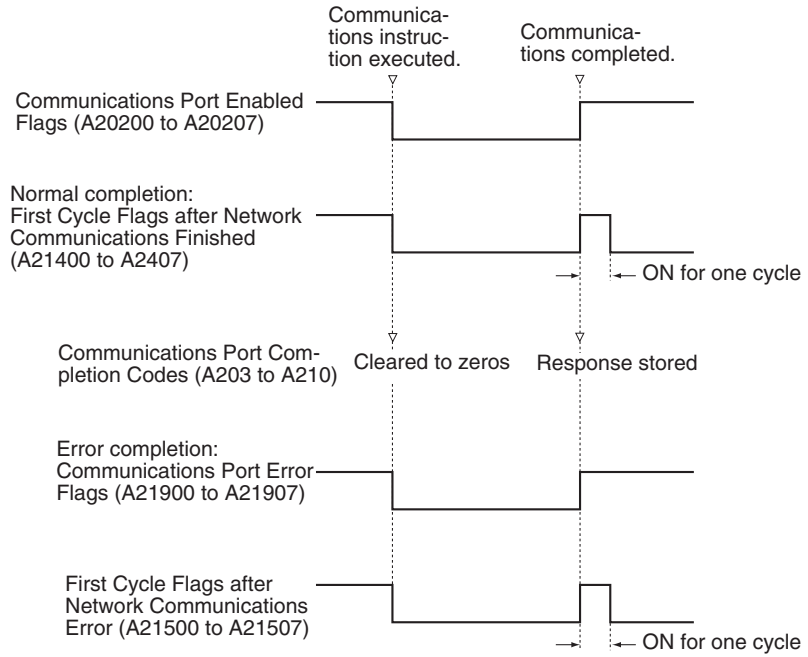 Communica-
tions instruc-
tion executed.
Communica-
tions completed.
Communications Port Enabled
Flags (A20200 to A20207)
Normal completion:
First Cycle Flags after Network
Communications Finished
(A21400 to A2407)
ON for one cycle
Communications Port Com-
pletion Codes (A203 to A210)
Cleared to zeros
Response stored
Error completion:
Communications Port Error
Flags (A21900 to A21907)
First Cycle Flags after
Network Communications
Error (A21500 to A21507)
ON for one cycle